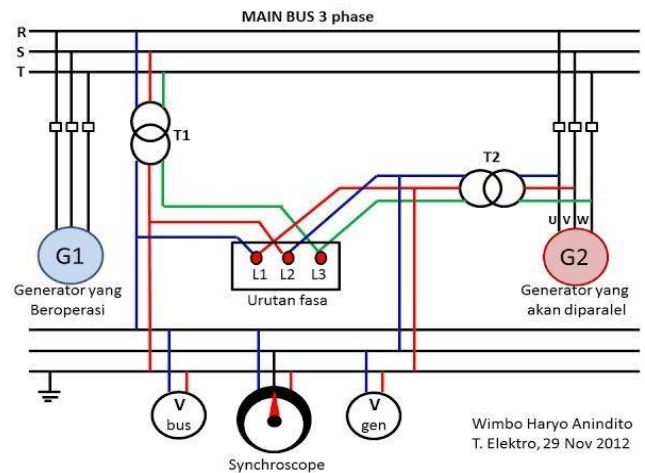 MAIN BUS 3 phase
R
S
T
T1
T2
U V W
G1
G2
L1 L2 L3
Generator yang
Beroperasi
Urutan fasa
Generator yang
akan diparalel
V
bus
V
gen
Synchroscope
Wimbo Haryo Anindito
T. Elektro, 29 Nov 2012